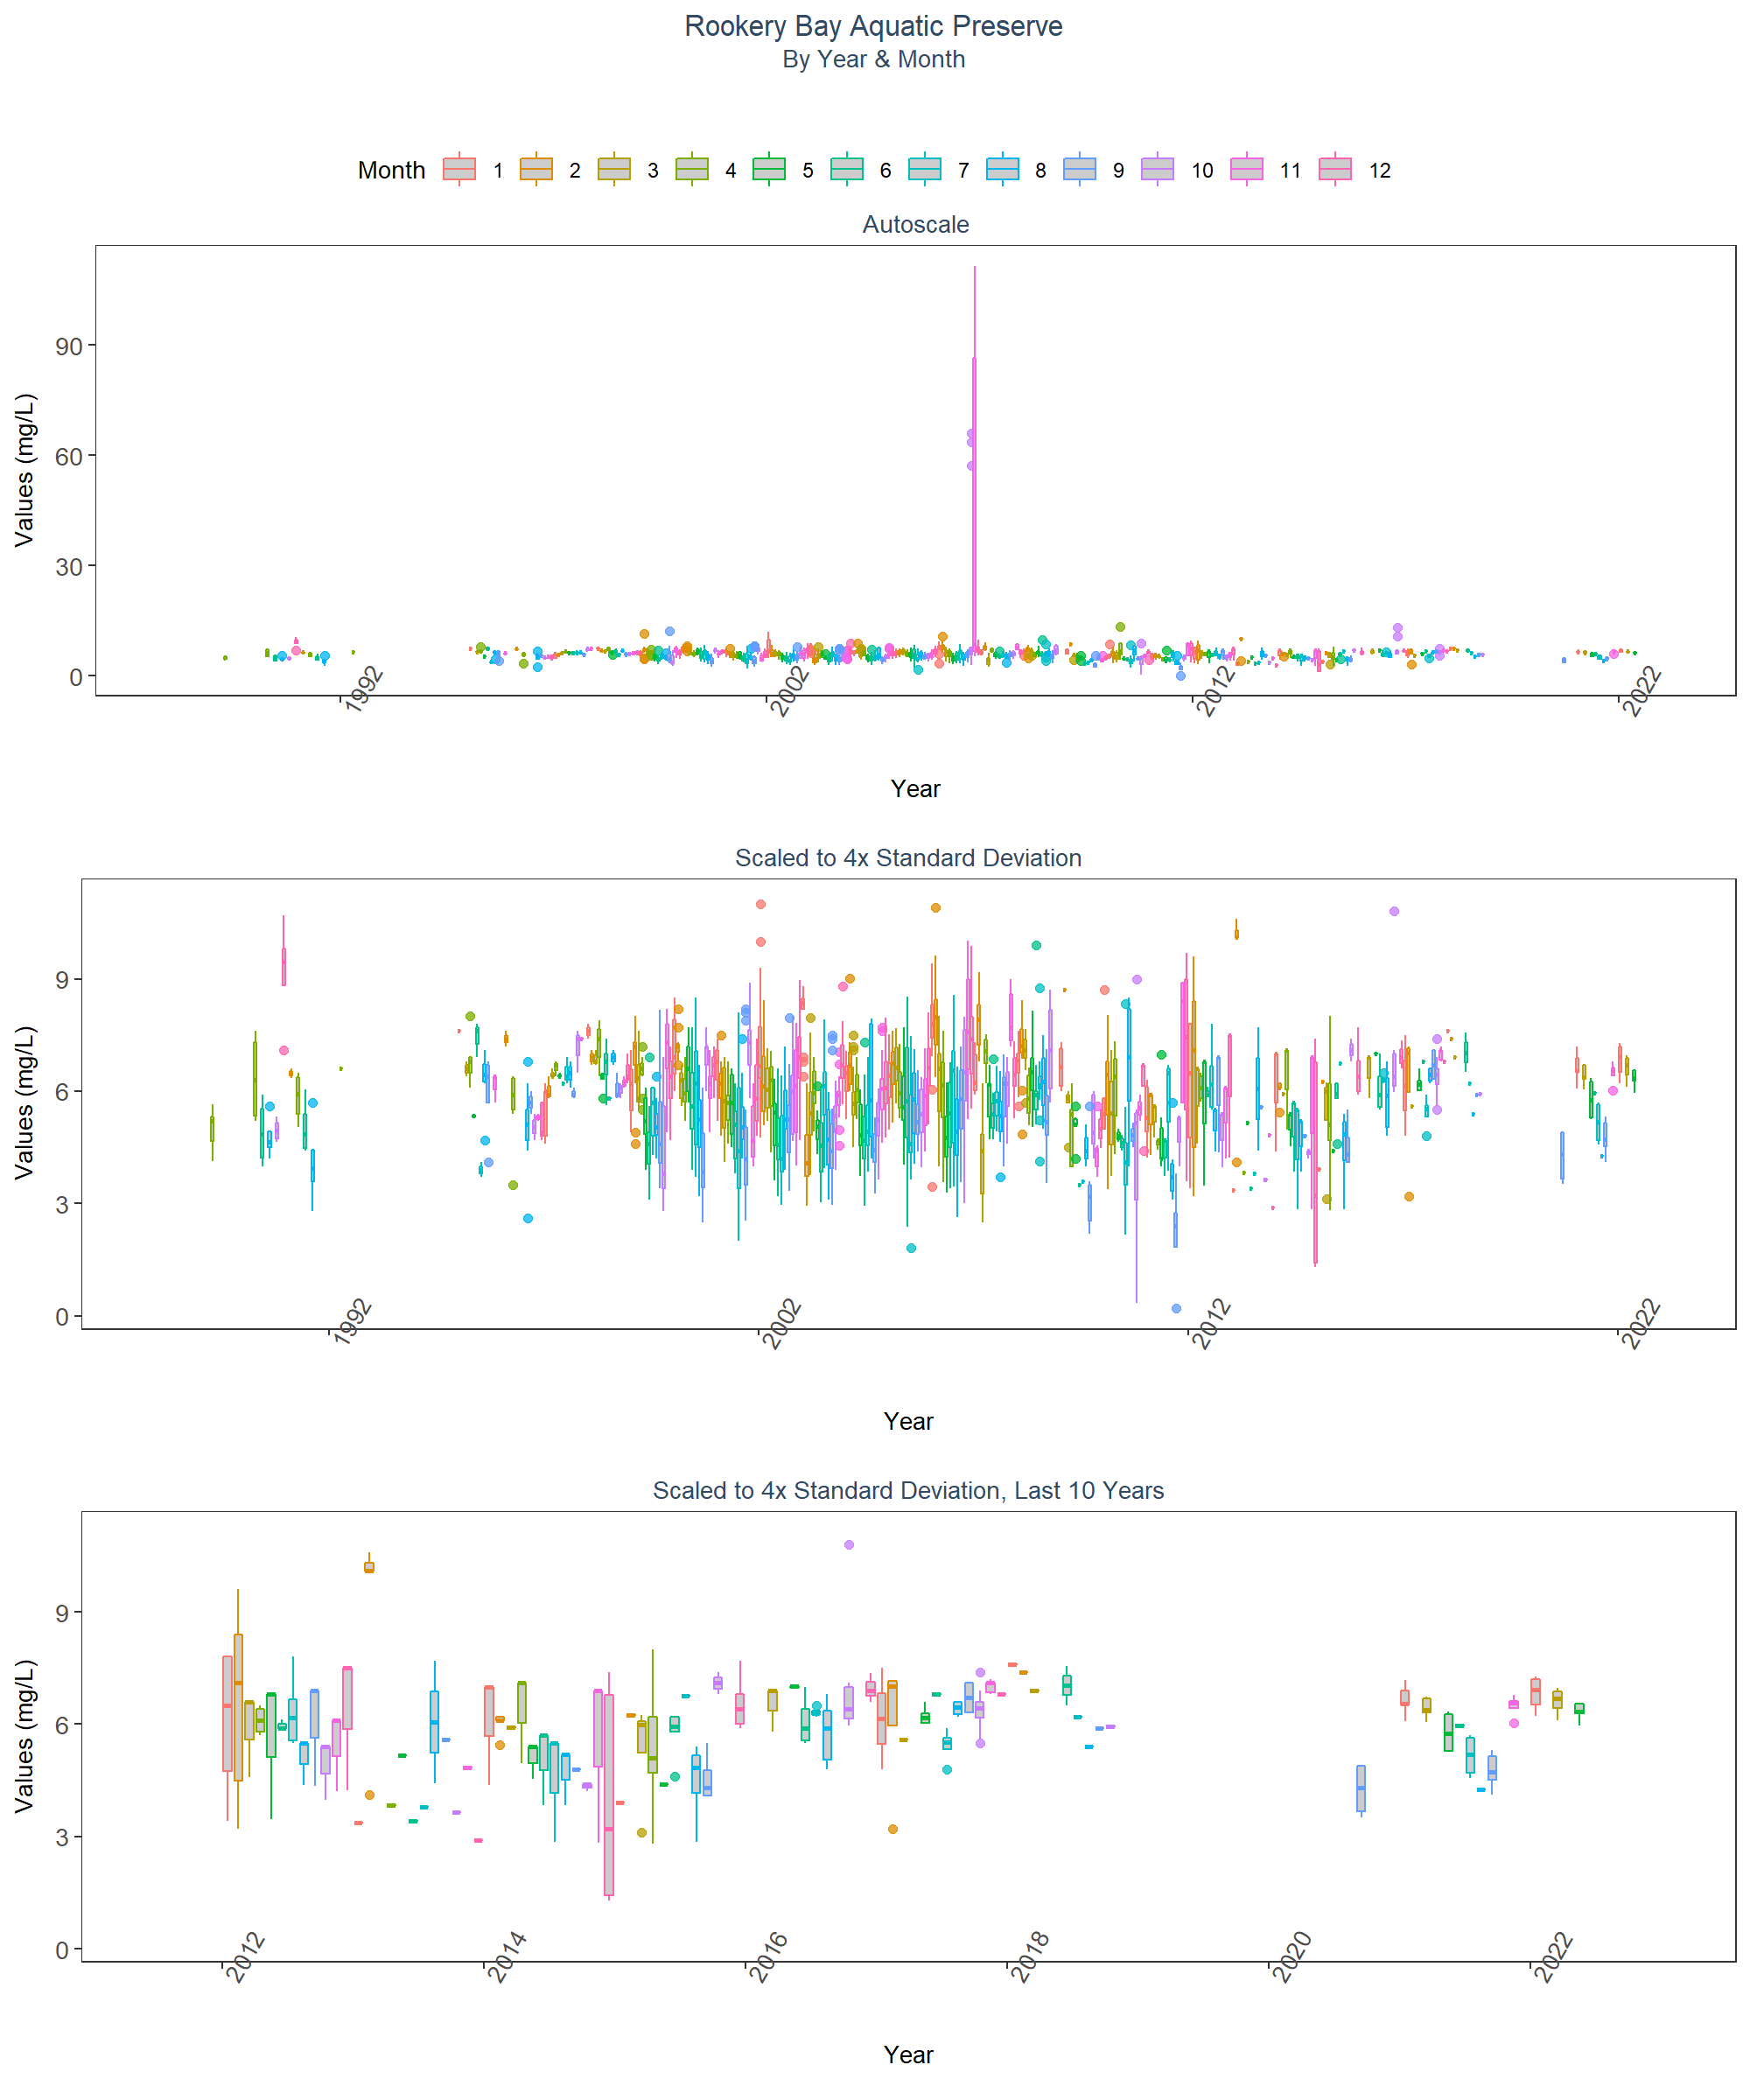 Rookery Bay Aquatic Preserve
By Year & Month
Month 1 2 3 4 5 6 7 8 9 10 11 12
Autoscale
Values (mg/L)
90
60
30
0
1992 2002 2012 2022
Year
Scaled to 4x Standard Deviation
Values (mg/L)
9
6
3
0
1992 2002 2012 2022
Year
Scaled to 4x Standard Deviation, Last 10 Years
Values (mg/L)
9
6
3
0
2012 2014 2016 2018 2020 2022
Year